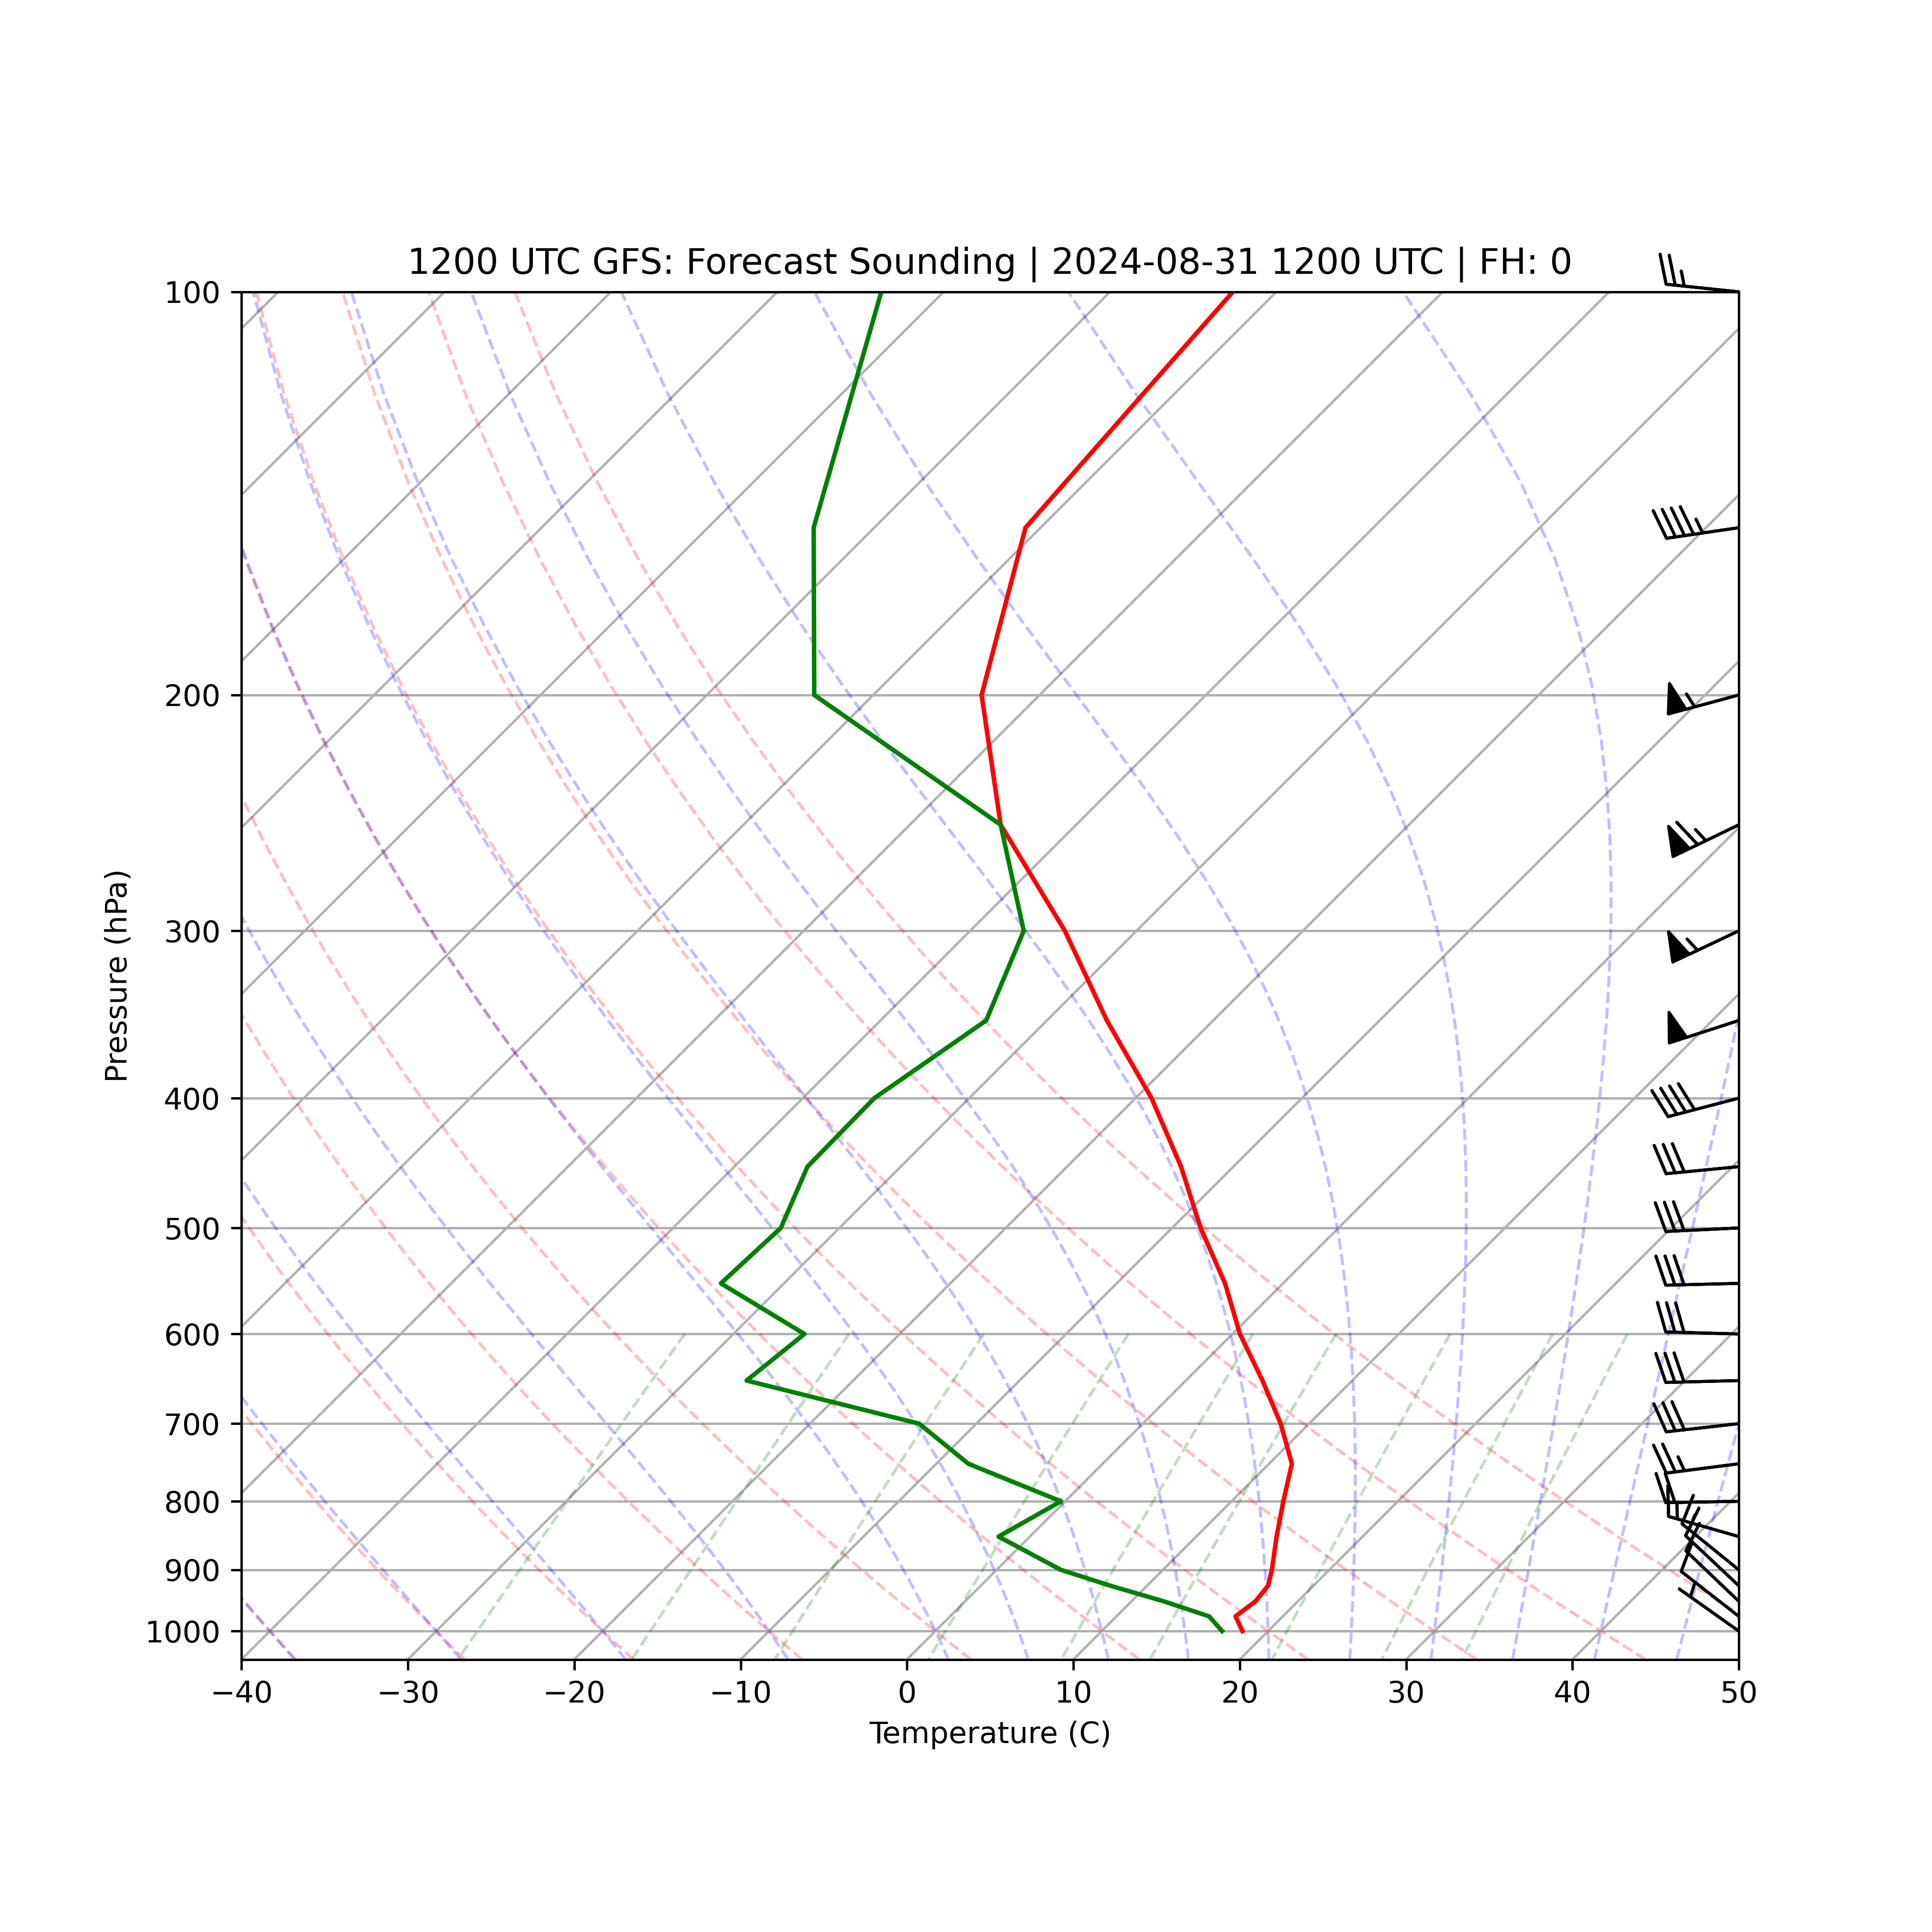 1200 UTC GFS: Forecast Sounding | 2024-08-31 1200 UTC | FH: 0
100
200
300
400
500
600
700
800
900
1000
Pressure (hPa)
−40 −30 −20 −10 0 10 20 30 40 50
Temperature (C)